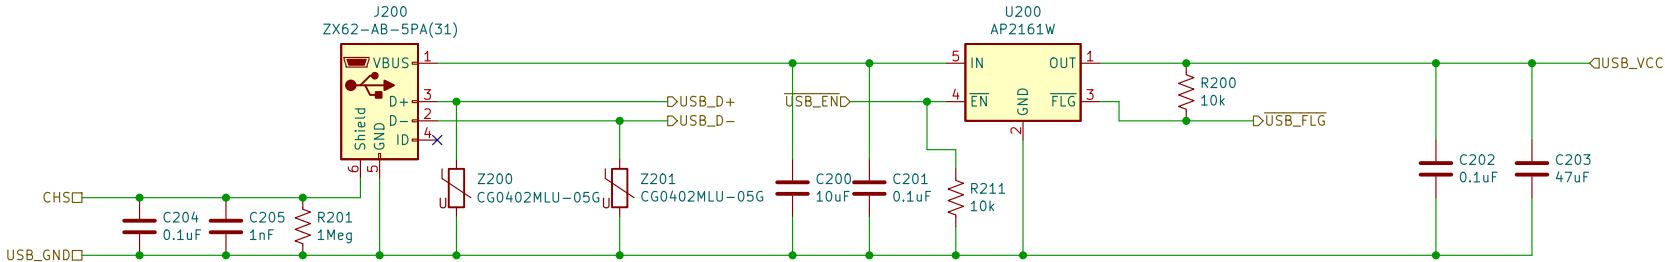 J200
ZX62-AB-5PA(31)
VBUS
1
D+
3
D-
2
ID
4
Shield
GND
6
5
CHS
USB_GND
C204
0.1uF
C205
1nF
R201
1Meg
Z200
CG0402MLU-05G
U
Z201
CG0402MLU-05G
U
USB_D+
USB_D-
C200
10uF
C201
0.1uF
USB_EN
U200
AP2161W
5
IN
OUT
1
4
EN
FLG
3
GND
2
R211
10k
R200
10k
USB_FLG
USB_VCC
C202
0.1uF
C203
47uF